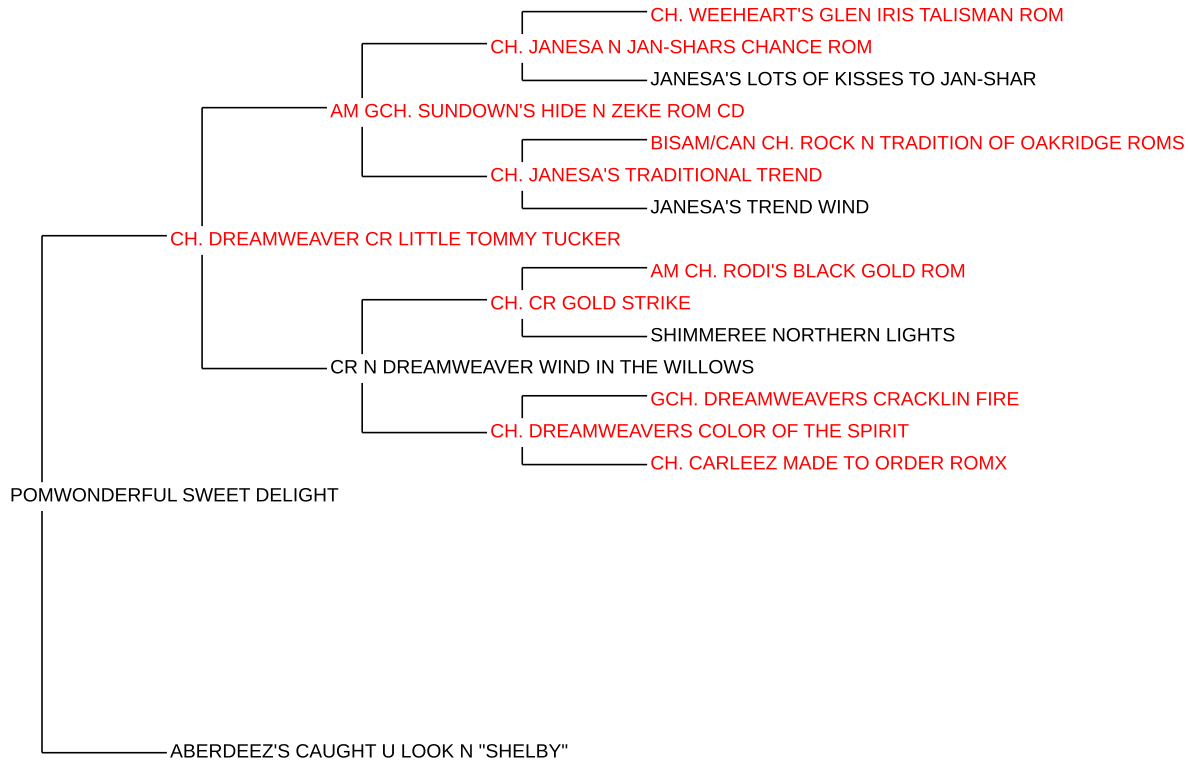 CH. WEEHEART'S GLEN IRIS TALISMAN ROM
CH. JANESA N JAN-SHARS CHANCE ROM
JANESA'S LOTS OF KISSES TO JAN-SHAR
AM GCH. SUNDOWN'S HIDE N ZEKE ROM CD
BISAM/CAN CH. ROCK N TRADITION OF OAKRIDGE ROMS
CH. JANESA'S TRADITIONAL TREND
JANESA'S TREND WIND
CH. DREAMWEAVER CR LITTLE TOMMY TUCKER
AM CH. RODI'S BLACK GOLD ROM
CH. CR GOLD STRIKE
SHIMMEREE NORTHERN LIGHTS
CR N DREAMWEAVER WIND IN THE WILLOWS
GCH. DREAMWEAVERS CRACKLIN FIRE
CH. DREAMWEAVERS COLOR OF THE SPIRIT
CH. CARLEEZ MADE TO ORDER ROMX
POMWONDERFUL SWEET DELIGHT
ABERDEEZ'S CAUGHT U LOOK N "SHELBY"